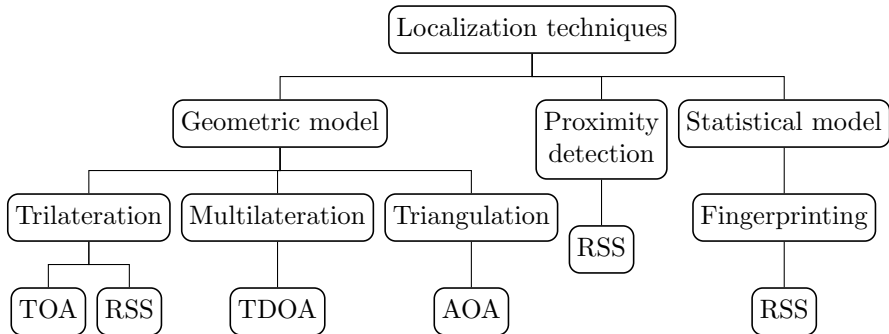 Localization techniques
Geometric model
Proximity
detection
Statistical model
Trilateration
Multilateration
Triangulation
RSS
Fingerprinting
TOA
RSS
TDOA
AOA
RSS